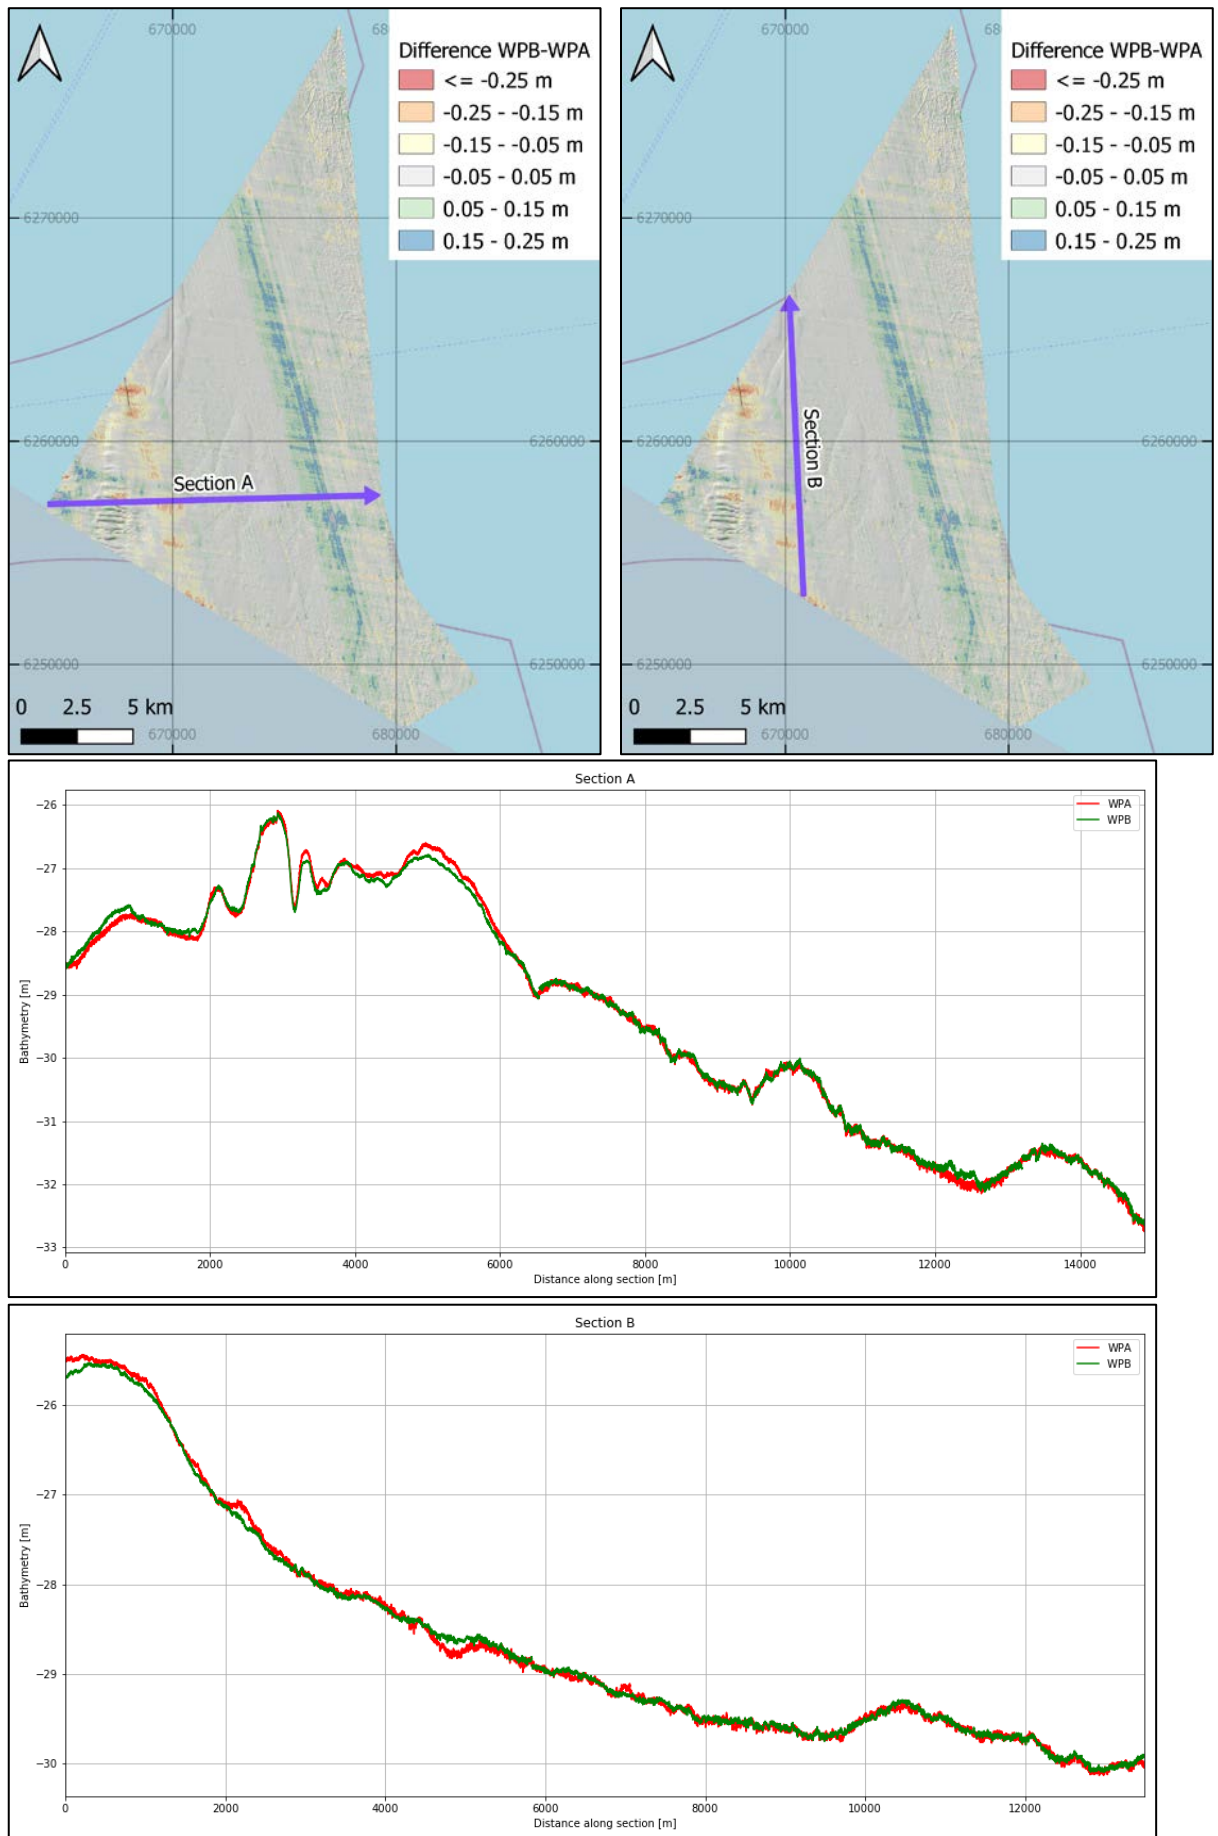 670000
68
Difference WPB-WPA
<= -0.25 m
-0.25 - -0.15 m
-0.15 - -0.05 m
-0.05 - 0.05 m
0.05 - 0.15 m
0.15 - 0.25 m
6270000
6260000
6260000
Section A
6250000
6250000
0 2.5 5 km
670000
680000
670000
68
Difference WPB-WPA
<= -0.25 m
-0.25 - -0.15 m
-0.15 - -0.05 m
-0.05 - 0.05 m
0.05 - 0.15 m
0.15 - 0.25 m
6270000
6260000
6260000
Section B
6250000
6250000
0 2.5 5 km
670000
680000
Section A
WPA
WPB
Bathymetry [m]
−26
−27
−28
−29
−30
−31
−32
−33
0 2000 4000 6000 8000 10000 12000 14000
Distance along section [m]
Section B
WPA
WPB
Bathymetry [m]
−26
−27
−28
−29
−30
0 2000 4000 6000 8000 10000 12000
Distance along section [m]